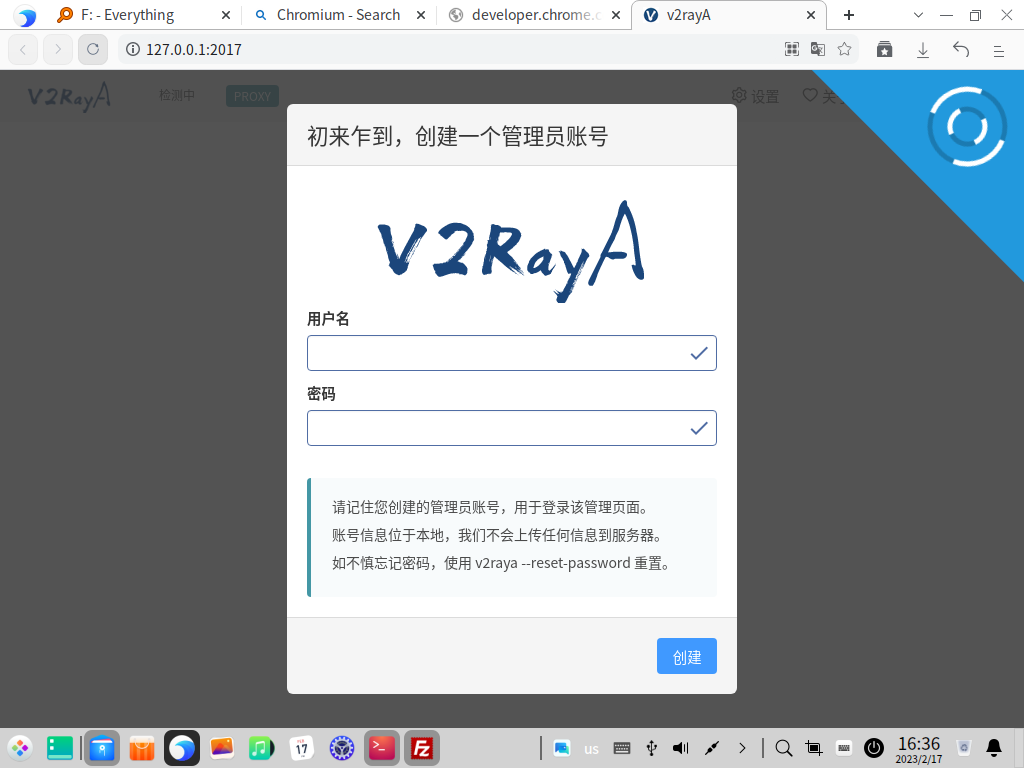 F: - Everything
Chromium - Search
developer.chrome.c
v2rayA
127.0.0.1:2017
V2RayA
检测中
PROXY
设置
关
初来乍到，创建一个管理员账号
V2RayA
用户名
密码
请记住您创建的管理员账号，用于登录该管理页面。
账号信息位于本地，我们不会上传任何信息到服务器。
如不慎忘记密码，使用 v2raya --reset-password 重置。
创建
17
us
16:36
2023/2/17